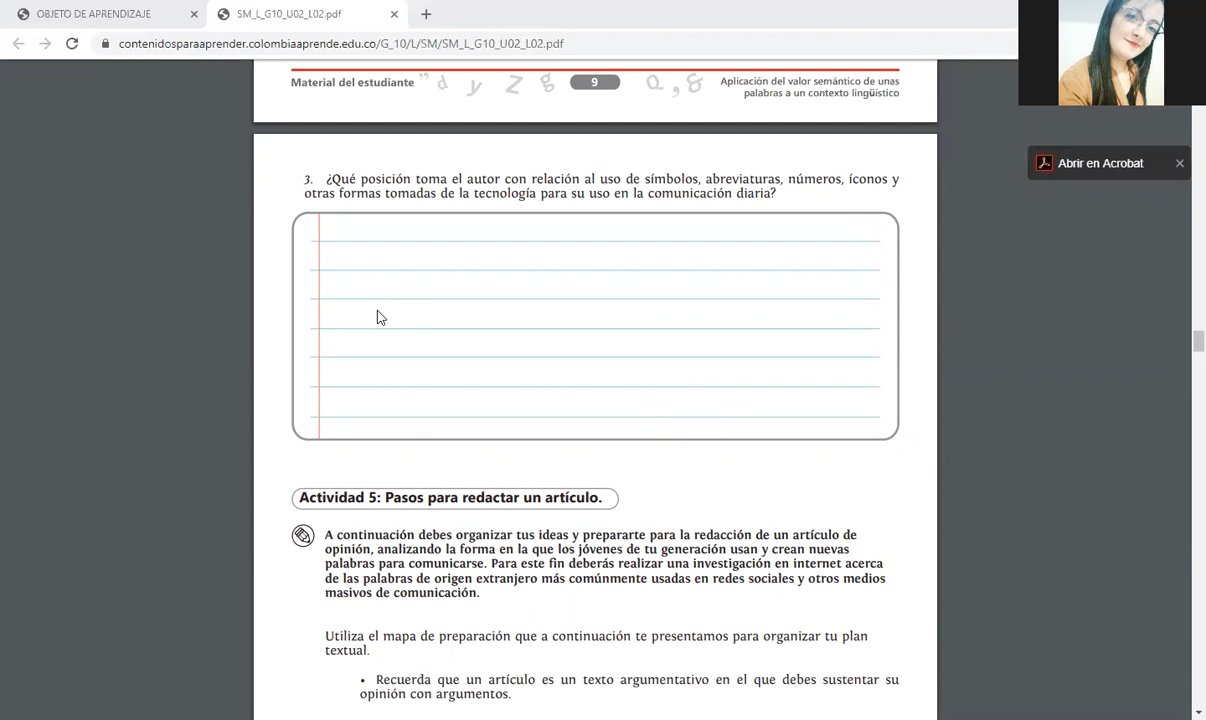 OBJETO DE APRENDIZAJE
SM_L_G10_U02_L02.pdf
contenidosparaaprender.colombiaaprende.edu.co/G_10/L/SM/SM_L_G10_U02_L02.pdf
Abrir en Acrobat
Material del estudiante
" d y Z g
9
a , g
Aplicación del valor semántico de unas
palabras a un contexto lingüistico
3. ¿Qué posición toma el autor con relación al uso de símbolos, abreviaturas, números, íconos y
otras formas tomadas de la tecnología para su uso en la comunicación diaria?
Actividad 5: Pasos para redactar un artículo.
A continuación debes organizar tus ideas y prepararte para la redacción de un artículo de
opinión, analizando la forma en la que los jóvenes de tu generación usan y crean nuevas
palabras para comunicarse. Para este fin deberás realizar una investigación en internet acerca
de las palabras de origen extranjero más comúnmente usadas en redes sociales y otros medios
masivos de comunicación.
Utiliza el mapa de preparación que a continuación te presentamos para organizar tu plan
textual.
• Recuerda que un artículo es un texto argumentativo en el que debes sustentar su
opinión con argumentos.